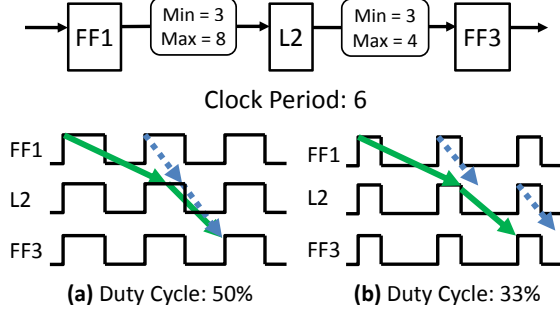 FF1
Min = 3
Max = 8
L2
Min = 3
Max = 4
FF3
Clock Period: 6
FF1
L2
FF3
(a) Duty Cycle: 50%
FF1
L2
FF3
(b) Duty Cycle: 33%